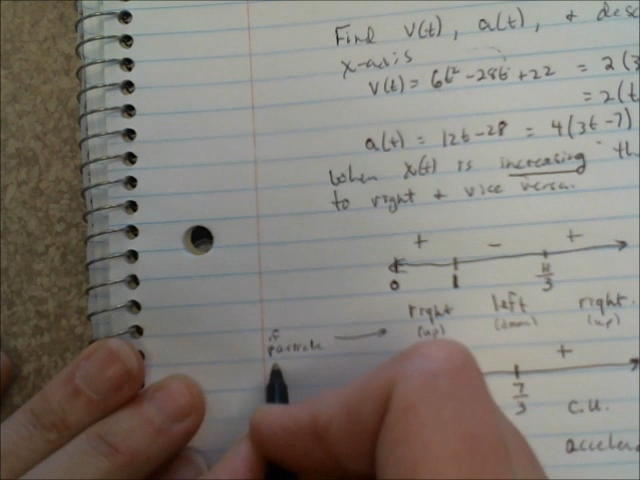 Find v(t), a(t), + desc
x-axis
v(t) = 6t² - 28t + 22 = 2(3
= 2(t
a(t) = 12t - 28 = 4(3t - 7)
When x(t) is increasing th
to right + vice versa.
+ - +
0 1 11/3
right left right
(up) (down) (up)
if
particle →
+
7/3
C.U.
acceler